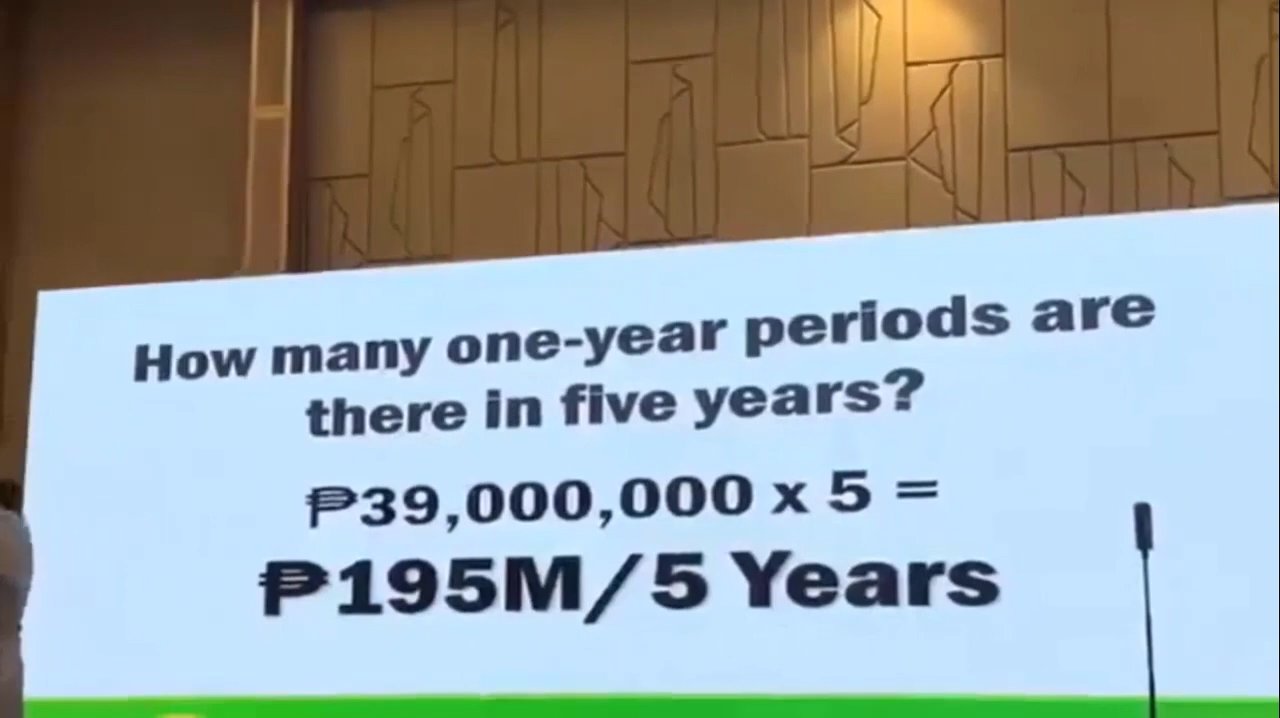 How many one-year periods are
there in five years?
₱39,000,000 x 5 =
₱195M/5 Years